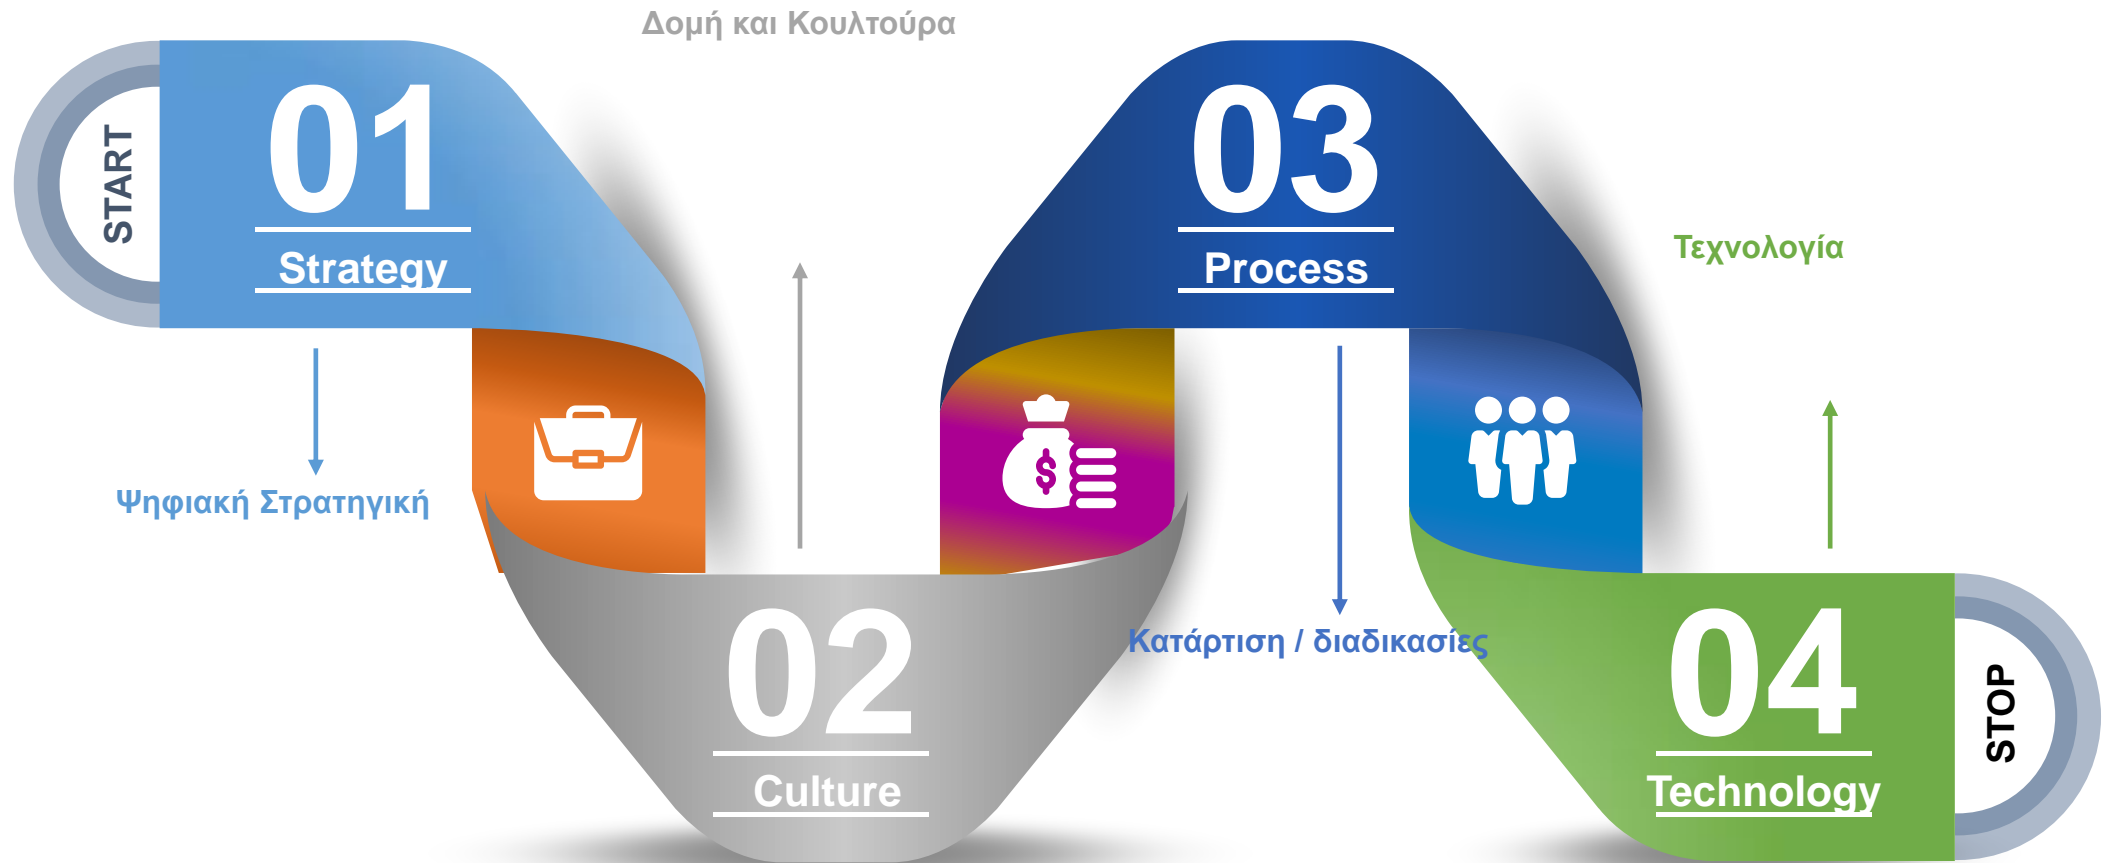 START
01
Strategy
Ψηφιακή Στρατηγική
Δομή και Κουλτούρα
02
Culture
03
Process
Κατάρτιση / διαδικασίες
Τεχνολογία
04
Technology
STOP